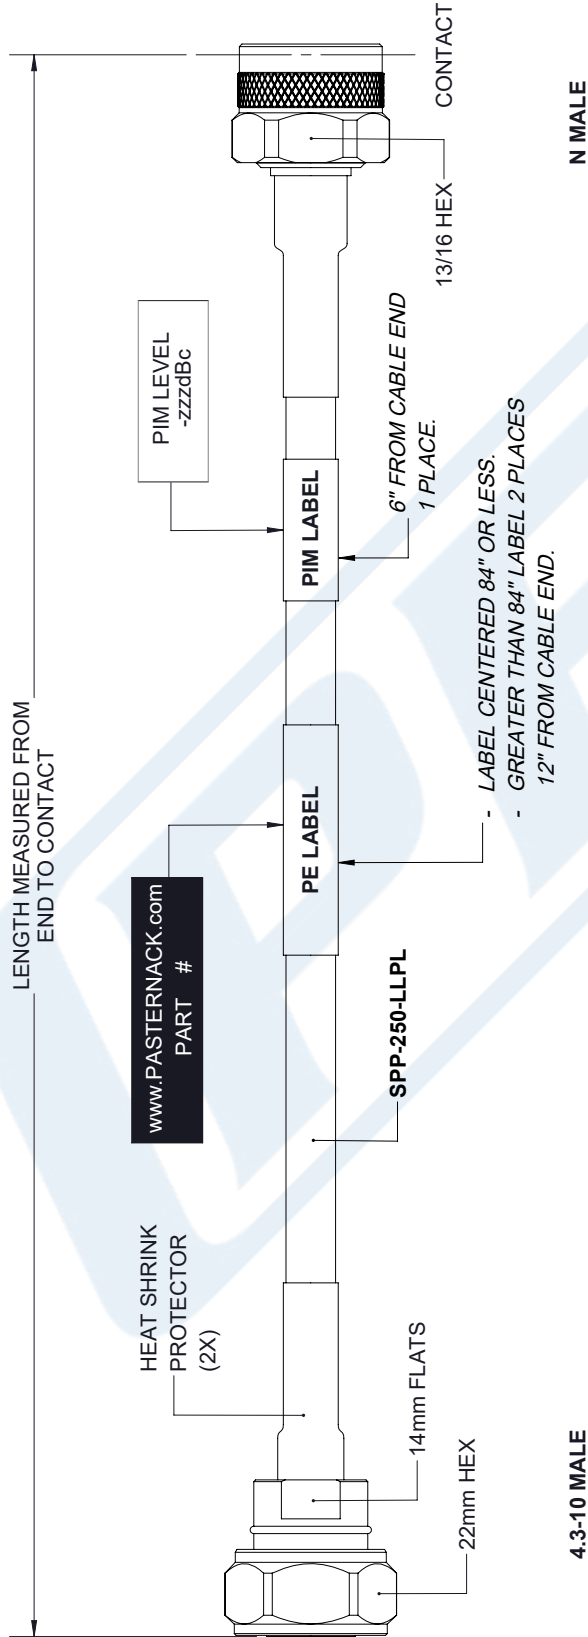 LENGTH MEASURED FROM
END TO CONTACT
www.PASTERNACK.com
PART #
PIM LEVEL
-zzzdBc
HEAT SHRINK
PROTECTOR
(2X)
PE LABEL
PIM LABEL
14mm FLATS
22mm HEX
SPP-250-LLPL
6" FROM CABLE END
1 PLACE.
- LABEL CENTERED 84" OR LESS.
- GREATER THAN 84" LABEL 2 PLACES
12" FROM CABLE END.
13/16 HEX
CONTACT
4.3-10 MALE
N MALE